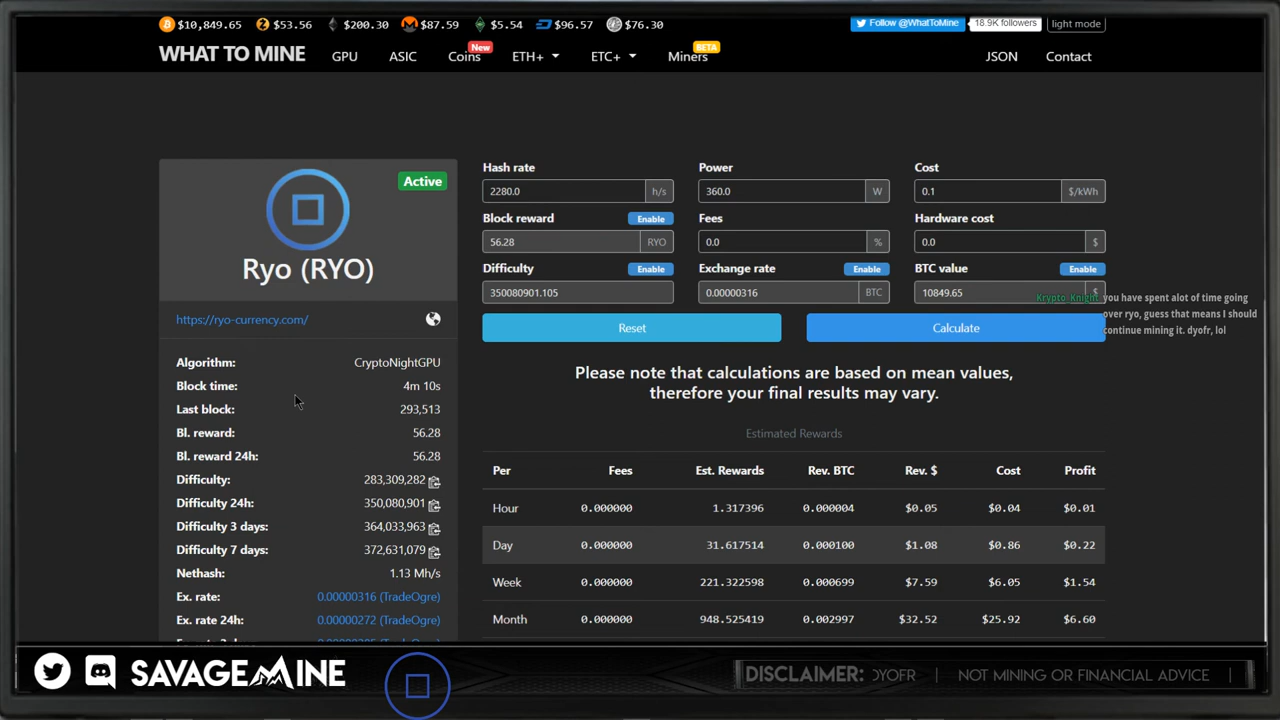 $10,849.65 $53.56 $200.30 $87.59 $5.54 $96.57 $76.30 Follow @WhatToMine 18.9K followers light mode
WHAT TO MINE GPU ASIC Coins New ETH+ ETC+ Miners BETA JSON Contact
Active
Ryo (RYO)
https://ryo-currency.com/
Algorithm: CryptoNightGPU
Block time: 4m 10s
Last block: 293,513
Bl. reward: 56.28
Bl. reward 24h: 56.28
Difficulty: 283,309,282
Difficulty 24h: 350,080,901
Difficulty 3 days: 364,033,963
Difficulty 7 days: 372,631,079
Nethash: 1.13 Mh/s
Ex. rate: 0.00000316 (TradeOgre)
Ex. rate 24h: 0.00000272 (TradeOgre)
Hash rate Power Cost
2280.0 h/s 360.0 W 0.1 $/kWh
Block reward Enable Fees Hardware cost
56.28 RYO 0.0 % 0.0 $
Difficulty Enable Exchange rate Enable BTC value Enable
350080901.105 0.00000316 BTC 10849.65 $
Krypto_Knight you have spent alot of time going
over ryo, guess that means I should
continue mining it. dyofr, lol
Reset Calculate
Please note that calculations are based on mean values,
therefore your final results may vary.
Estimated Rewards
Per Fees Est. Rewards Rev. BTC Rev. $ Cost Profit
Hour 0.000000 1.317396 0.000004 $0.05 $0.04 $0.01
Day 0.000000 31.617514 0.000100 $1.08 $0.86 $0.22
Week 0.000000 221.322598 0.000699 $7.59 $6.05 $1.54
Month 0.000000 948.525419 0.002997 $32.52 $25.92 $6.60
SAVAGEMINE DISCLAIMER: DYOFR | NOT MINING OR FINANCIAL ADVICE |